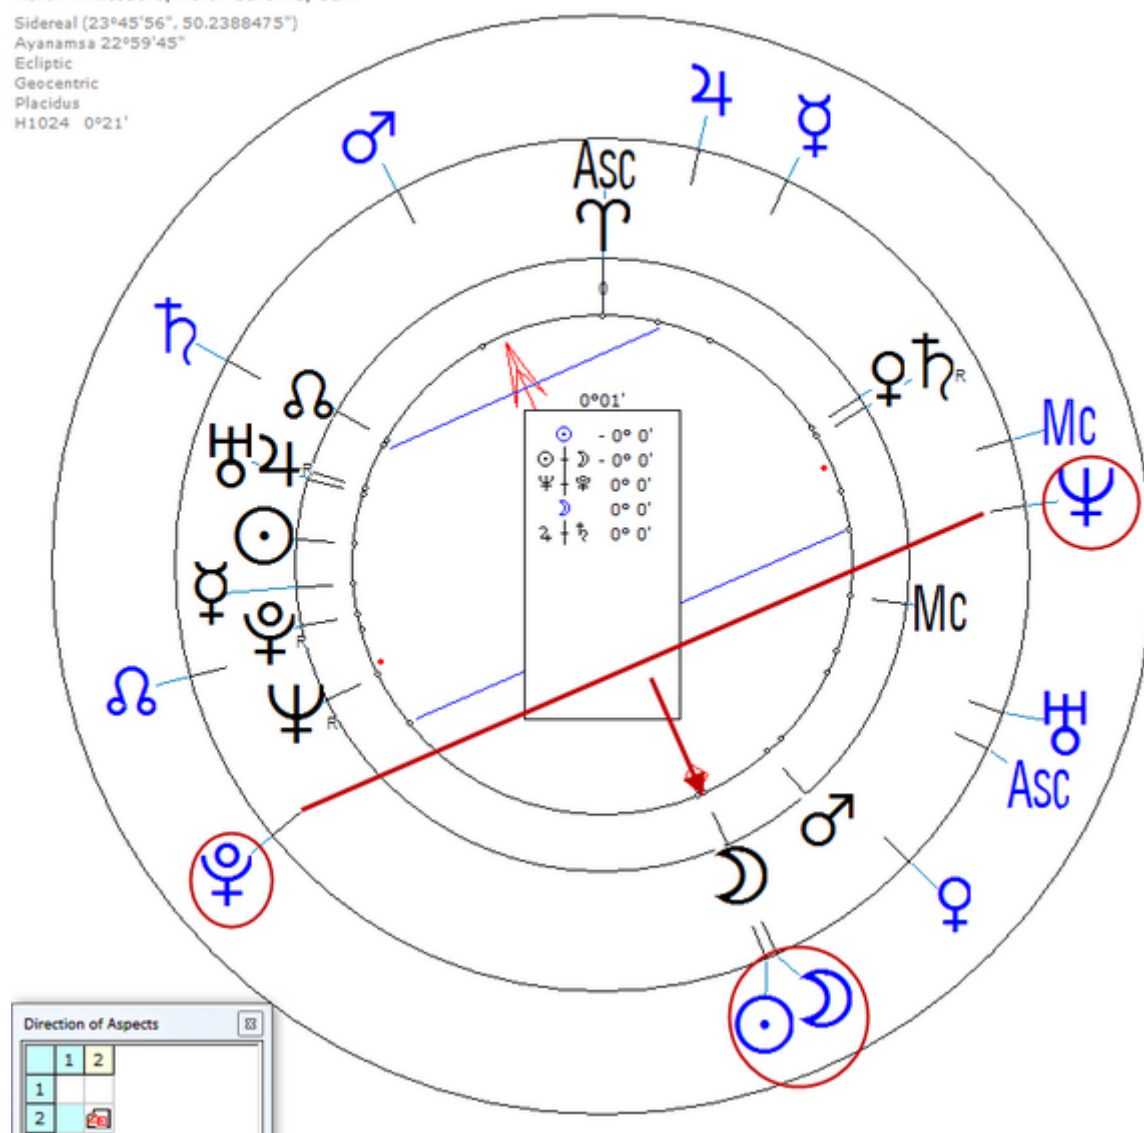 Sidereal (23°45'56", 50.2388475")
Ayanamsa 22°59'45"
Ecliptic
Geocentric
Placidus
H1024 0°21'
♃ ☿
♂
Asc
♈
0
♄
☊
♀ ♄ R
Mc
♅ ♃ R
♆
0°01'
☉ - 0° 0'
☉ ☽ - 0° 0'
♆ ♇ 0° 0'
☽ 0° 0'
♃ ♄ 0° 0'
☉
☿
♇ R
Mc
☊
♆ R
♅
Asc
♂
♇
☽
♀
☉ ☽
Direction of Aspects
1 2
1
2